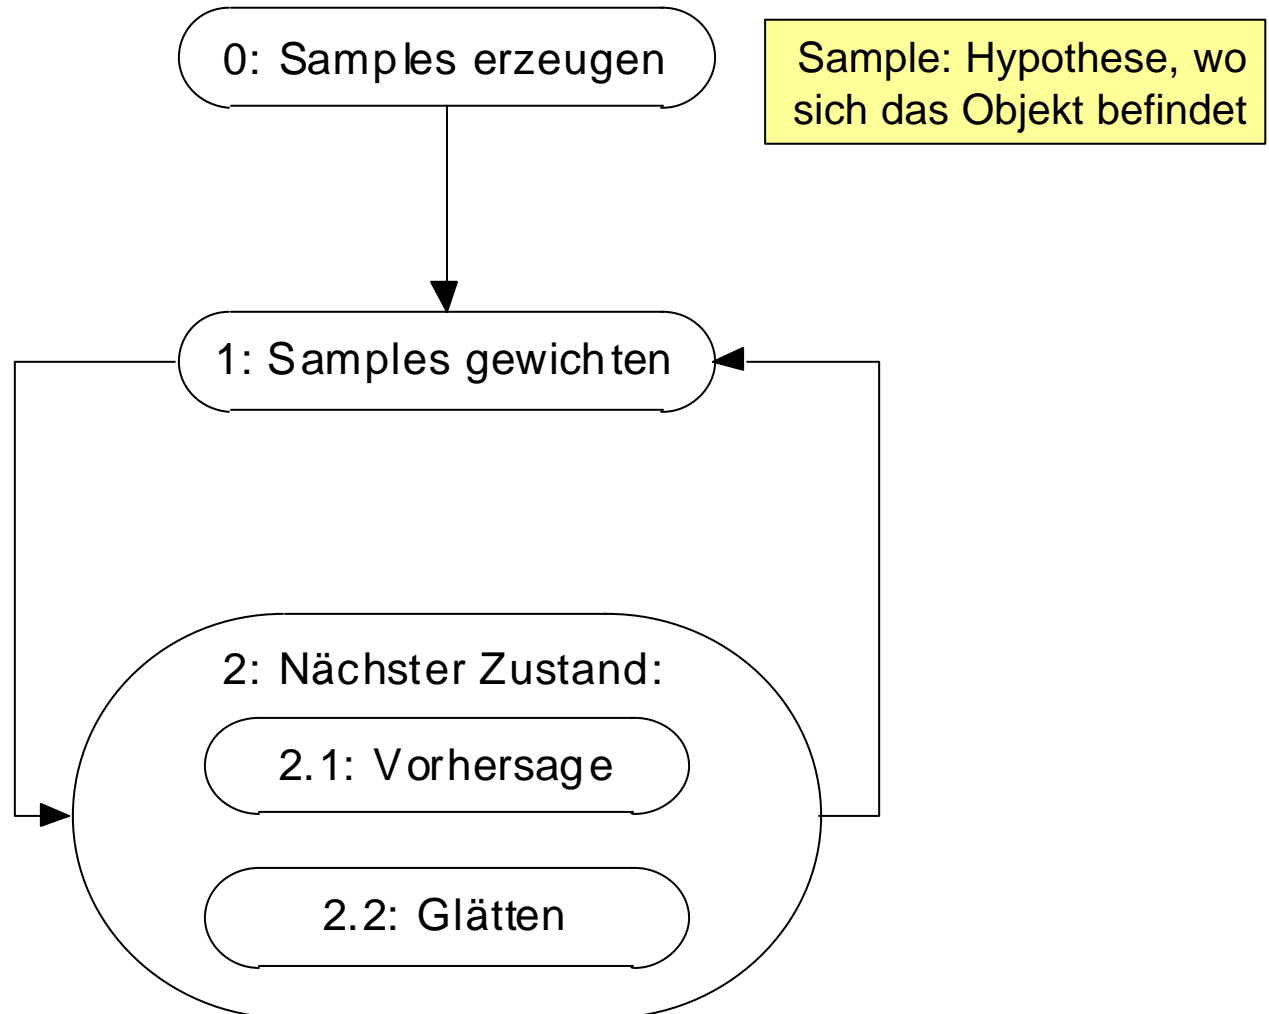 0: Samples erzeugen
Sample: Hypothese, wo
sich das Objekt befindet
1: Samples gewichten
2: Nächster Zustand:
2.1: Vorhersage
2.2: Glätten